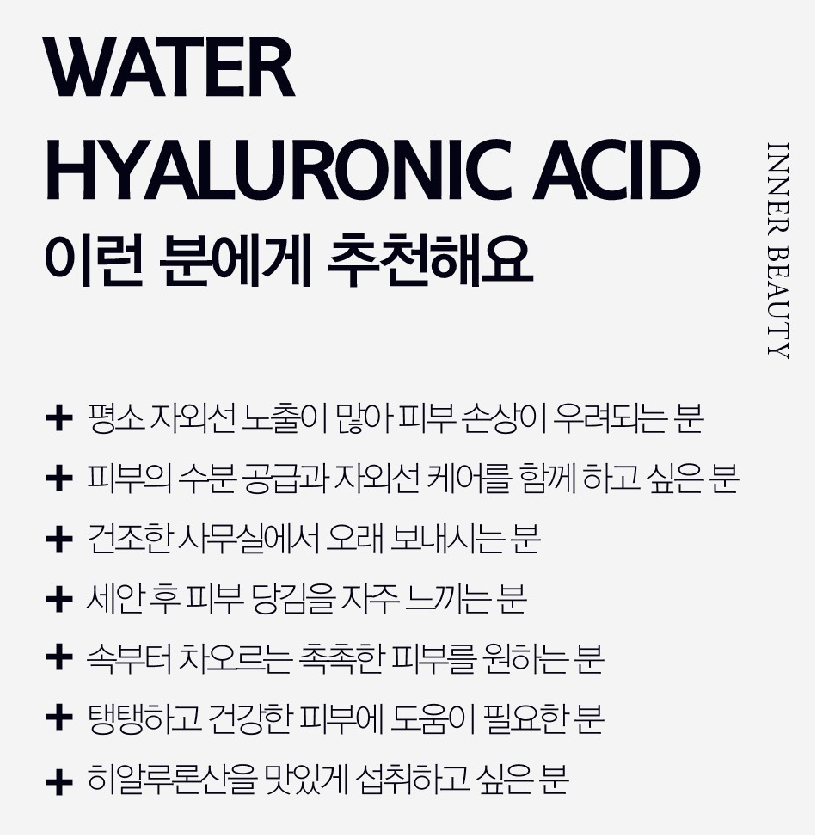 WATER
HYALURONIC ACID
이런 분에게 추천해요
INNER BEAUTY
+ 평소 자외선 노출이 많아 피부 손상이 우려되는 분
+ 피부의 수분 공급과 자외선 케어를 함께 하고 싶은 분
+ 건조한 사무실에서 오래 보내시는 분
+ 세안 후 피부 당김을 자주 느끼는 분
+ 속부터 차오르는 촉촉한 피부를 원하는 분
+ 탱탱하고 건강한 피부에 도움이 필요한 분
+ 히알루론산을 맛있게 섭취하고 싶은 분